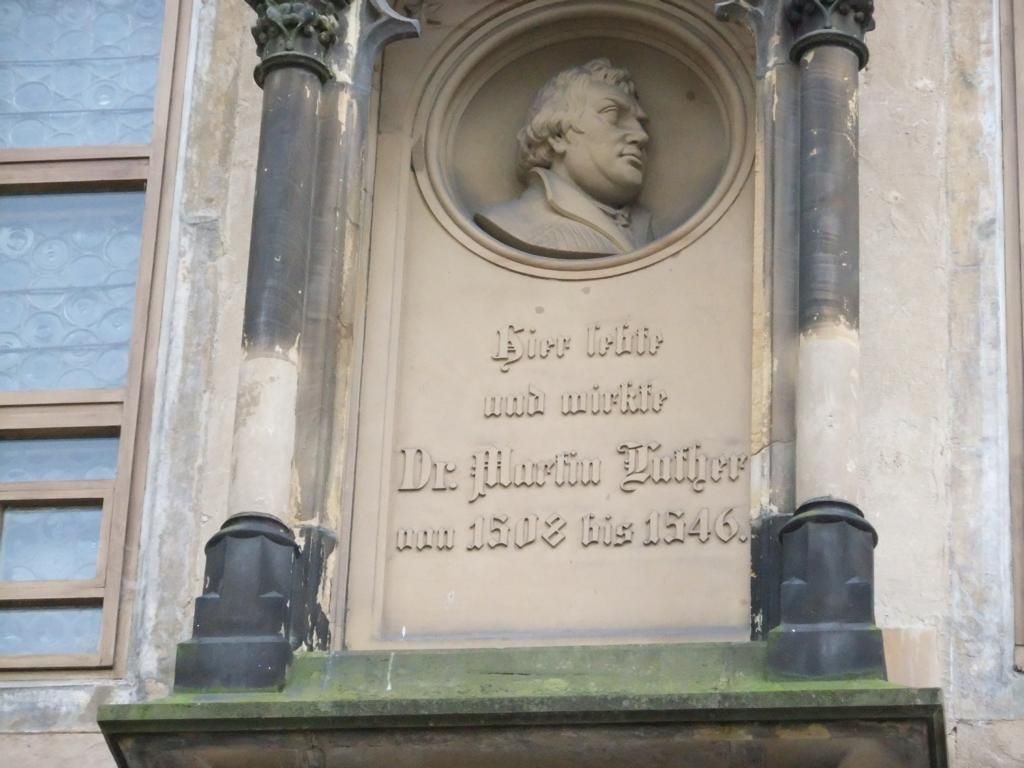 Hier lebte
und wirkte
Dr. Martin Luther
von 1508 bis 1546.